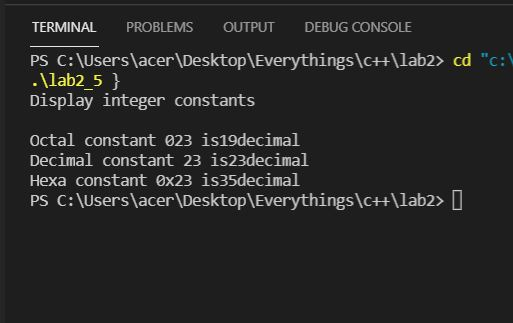 TERMINAL PROBLEMS OUTPUT DEBUG CONSOLE
PS C:\Users\acer\Desktop\Everythings\c++\lab2> cd "c:\
.\lab2_5 }
Display integer constants
Octal constant 023 is19decimal
Decimal constant 23 is23decimal
Hexa constant 0x23 is35decimal
PS C:\Users\acer\Desktop\Everythings\c++\lab2>